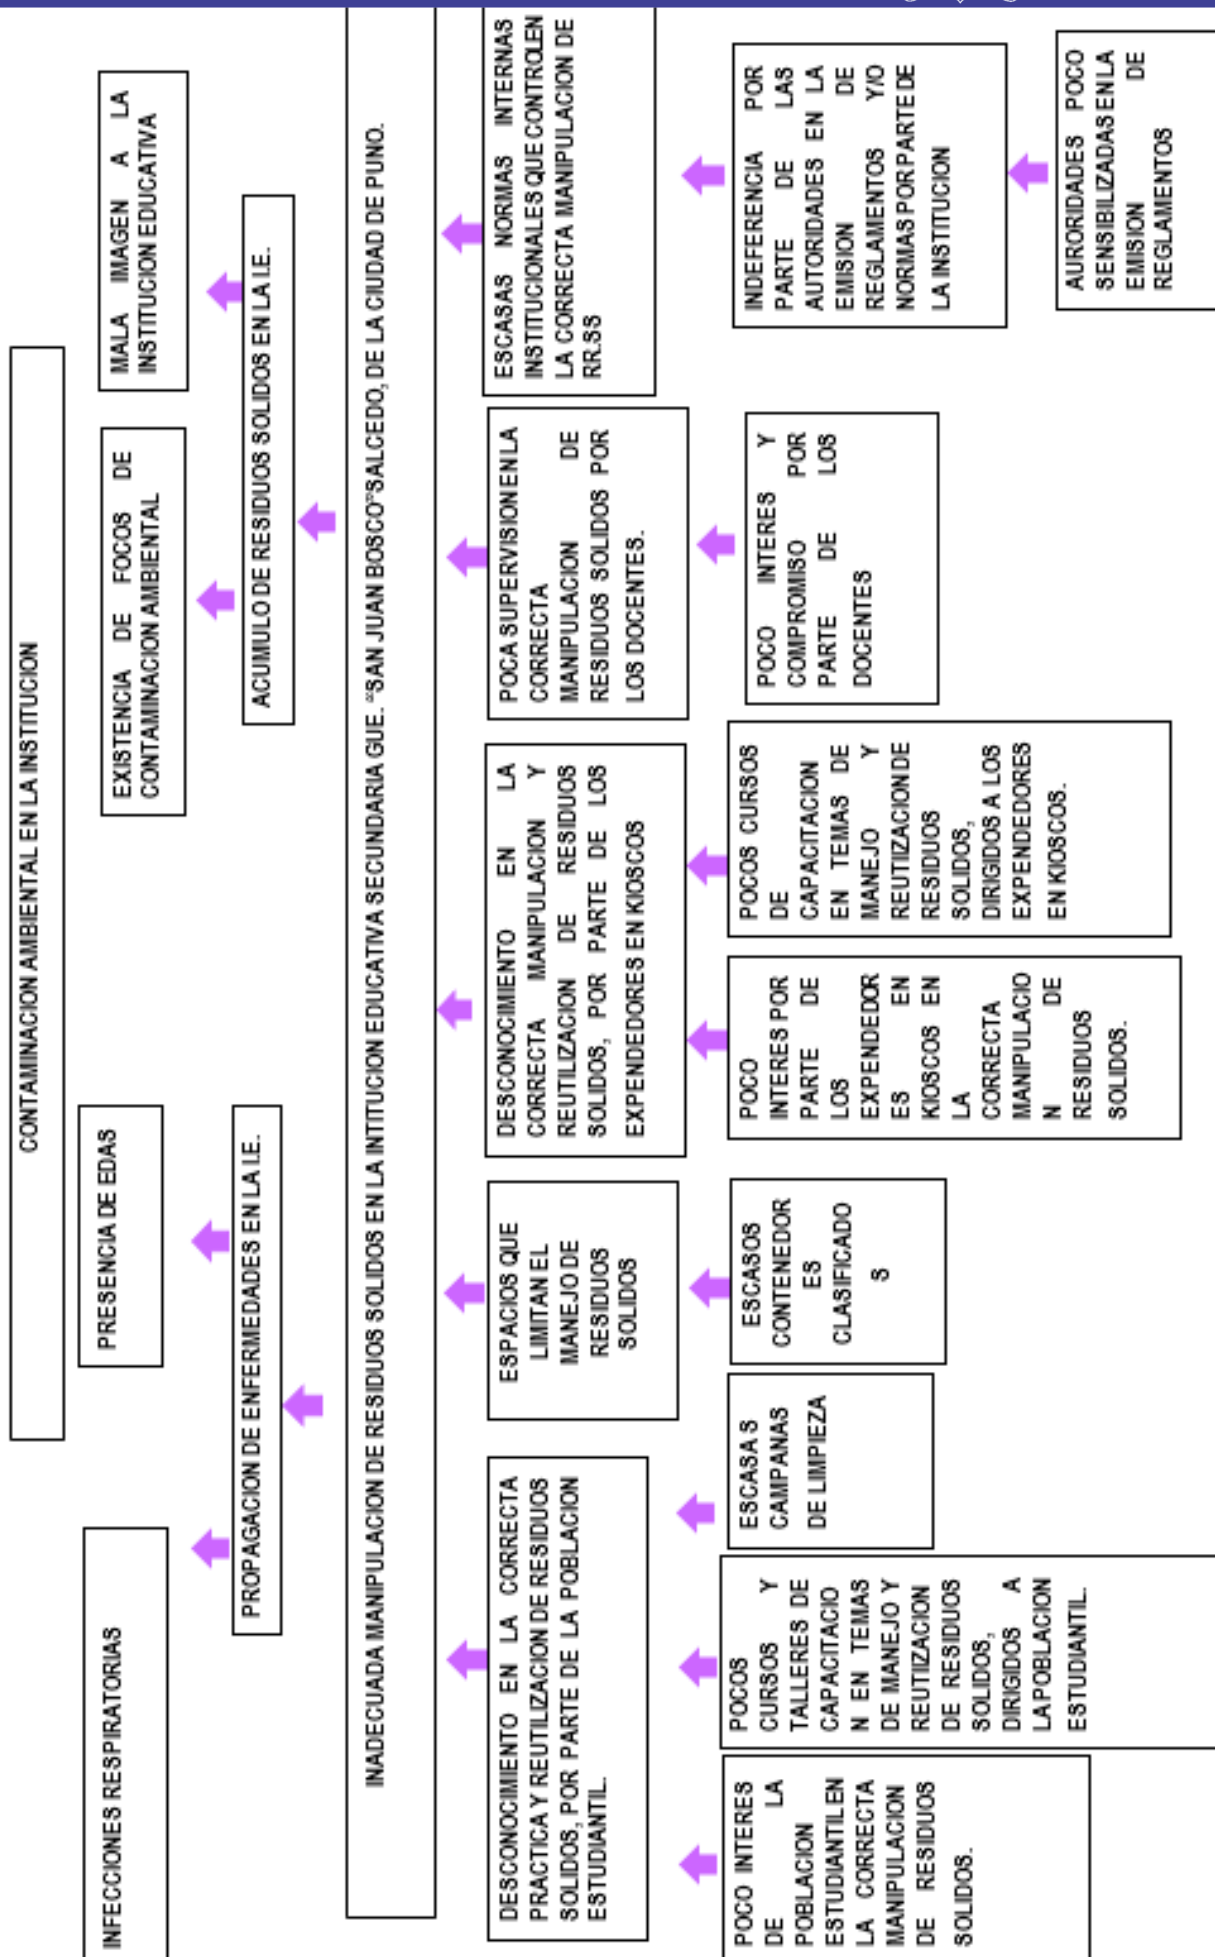 CONTAMINACION AMBIENTAL EN LA INSTITUCION
INFECCIONES RESPIRATORIAS
PRESENCIA DE EDAS
EXISTENCIA DE FOCOS DE
CONTAMINACION AMBIENTAL
MALA IMAGEN A LA
INSTITUCION EDUCATIVA
PROPAGACION DE ENFERMEDADES EN LA I.E.
ACUMULO DE RESIDUOS SOLIDOS EN LA I.E.
INADECUADA MANIPULACION DE RESIDUOS SOLIDOS EN LA INTITUCION EDUCATIVA SECUNDARIA GUE. “SAN JUAN BOSCO”SALCEDO, DE LA CIUDAD DE PUNO.
DESCONOCIMIENTO EN LA CORRECTA
PRACTICA Y REUTILIZACION DE RESIDUOS
SOLIDOS, POR PARTE DE LA POBLACION
ESTUDIANTIL.
ESPACIOS QUE
LIMITAN EL
MANEJO DE
RESIDUOS
SOLIDOS
DESCONOCIMIENTO EN LA
CORRECTA MANIPULACION Y
REUTILIZACION DE RESIDUOS
SOLIDOS, POR PARTE DE LOS
EXPENDEDORES EN KIOSCOS
POCA SUPERVISION EN LA
CORRECTA
MANIPULACION DE
RESIDUOS SOLIDOS POR
LOS DOCENTES.
ESCASAS NORMAS INTERNAS
INSTITUCIONALES QUE CONTROLEN
LA CORRECTA MANIPULACION DE
RR.SS
POCO INTERES
DE LA
POBLACION
ESTUDIANTIL EN
LA CORRECTA
MANIPULACION
DE RESIDUOS
SOLIDOS.
POCOS
CURSOS Y
TALLERES DE
CAPACITACIO
N EN TEMAS
DE MANEJO Y
REUTIZACION
DE RESIDUOS
SOLIDOS,
DIRIGIDOS A
LA POBLACION
ESTUDIANTIL.
ESCASAS
CAMPANAS
DE LIMPIEZA
ESCASOS
CONTENEDOR
ES
CLASIFICADO
S
POCO
INTERES POR
PARTE DE
LOS
EXPENDEDOR
ES EN
KIOSCOS EN
LA
CORRECTA
MANIPULACIO
N DE
RESIDUOS
SOLIDOS.
POCOS CURSOS
DE
CAPACITACION
EN TEMAS DE
MANEJO Y
REUTIZACION DE
RESIDUOS
SOLIDOS,
DIRIGIDOS A LOS
EXPENDEDORES
EN KIOSCOS.
POCO INTERES Y
COMPROMISO POR
PARTE DE LOS
DOCENTES
INDEFERENCIA POR
PARTE DE LAS
AUTORIDADES EN LA
EMISION DE
REGLAMENTOS Y/O
NORMAS POR PARTE DE
LA INSTITUCION
AURORIDADES POCO
SENSIBILIZADAS EN LA
EMISION DE
REGLAMENTOS